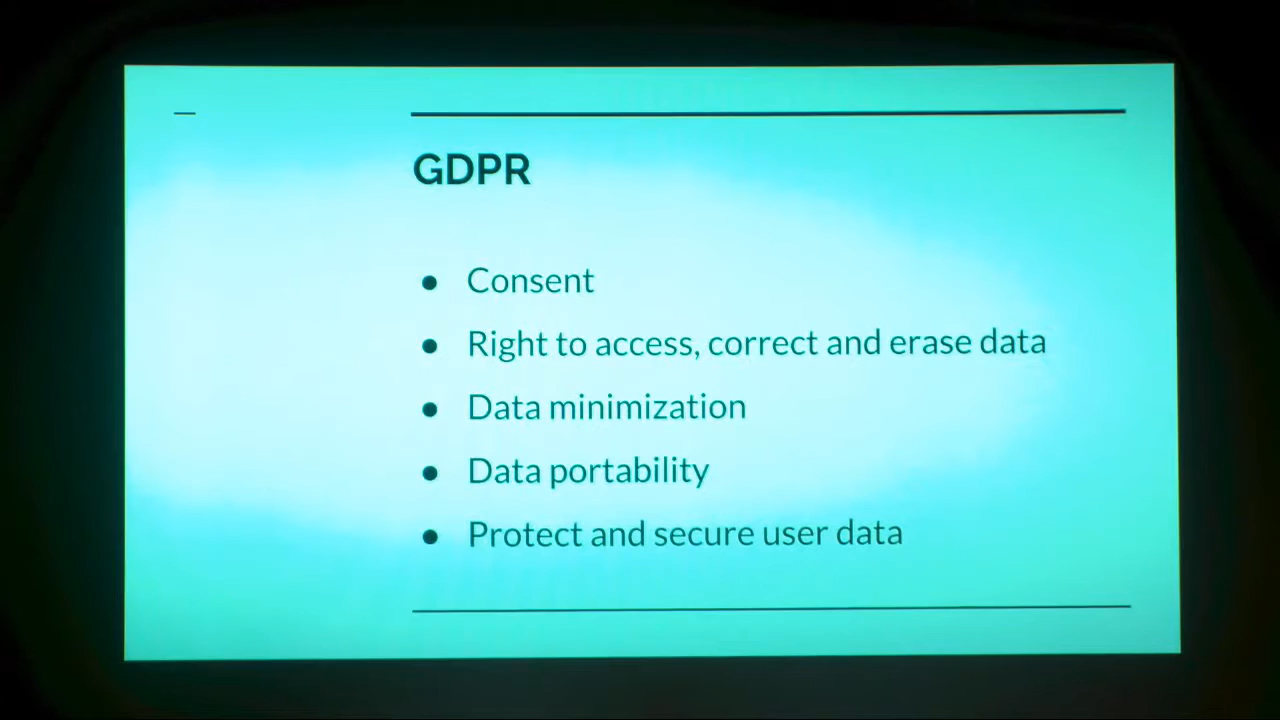 GDPR
● Consent
● Right to access, correct and erase data
● Data minimization
● Data portability
● Protect and secure user data